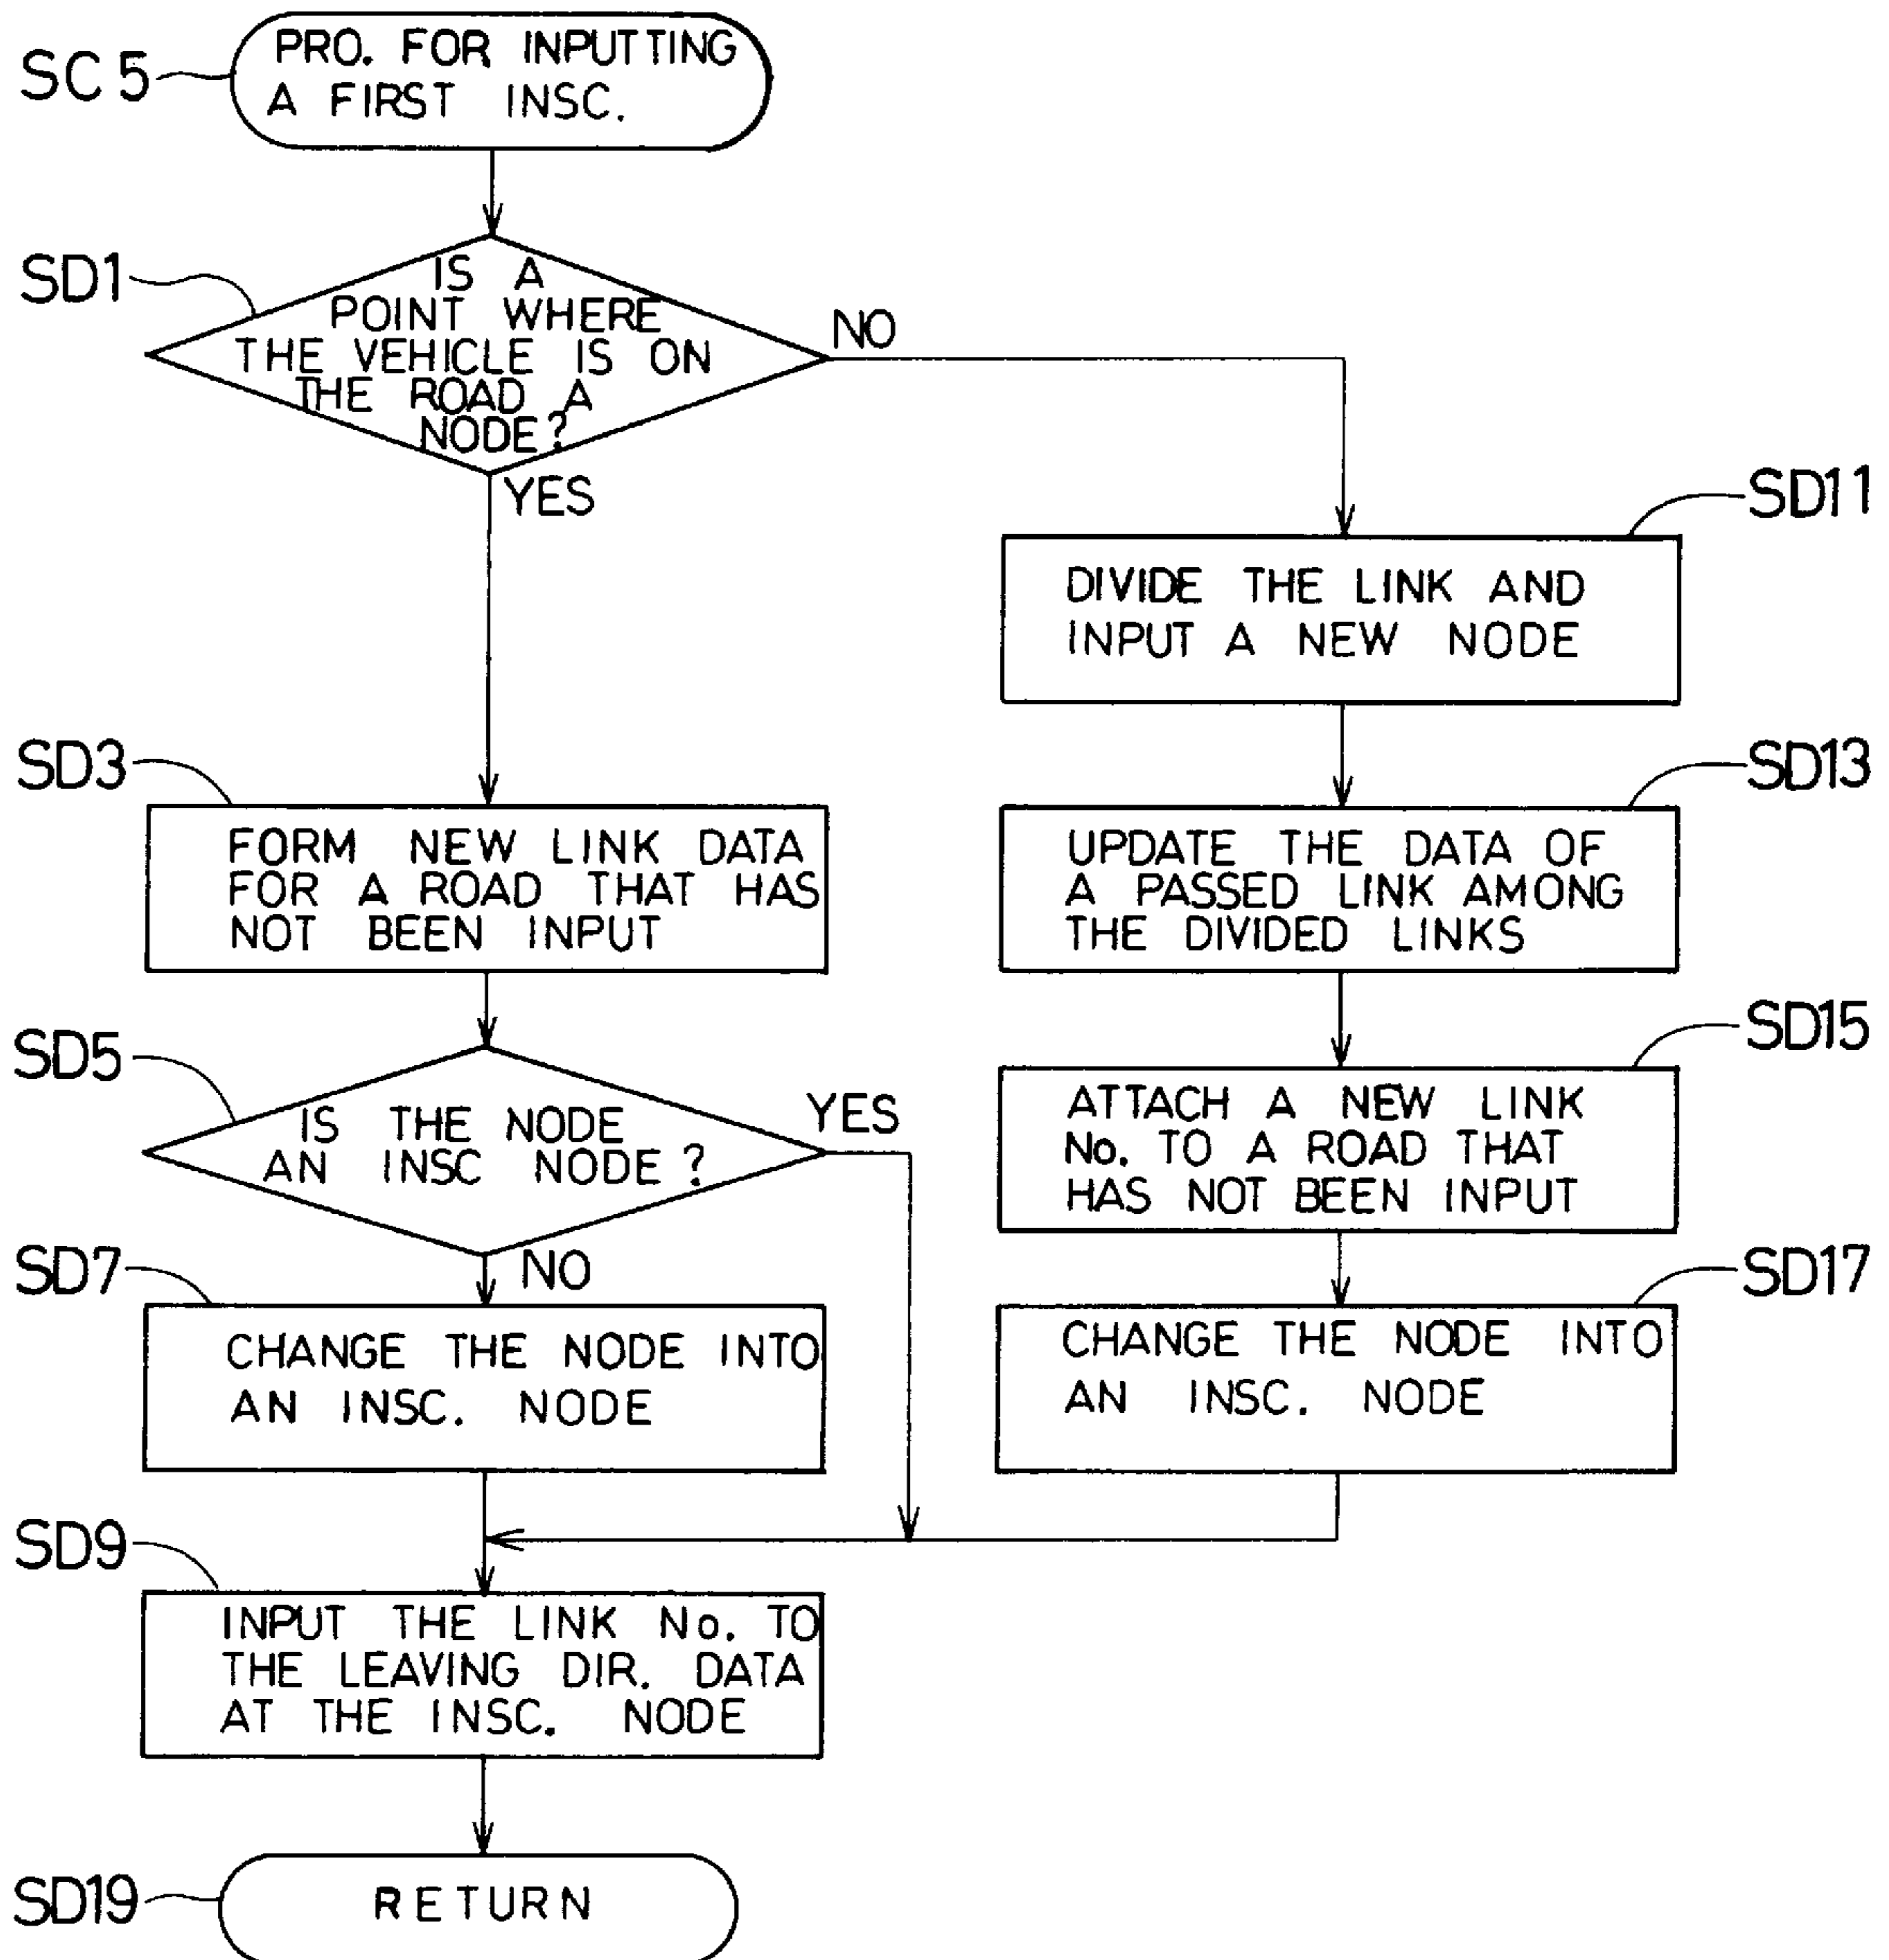 SC 5
PRO. FOR INPUTTING
A FIRST INSC.
SD1
IS A
POINT WHERE
THE VEHICLE IS ON
THE ROAD A
NODE?
NO
YES
SD11
DIVIDE THE LINK AND
INPUT A NEW NODE
SD3
FORM NEW LINK DATA
FOR A ROAD THAT HAS
NOT BEEN INPUT
SD13
UPDATE THE DATA OF
A PASSED LINK AMONG
THE DIVIDED LINKS
SD5
IS THE NODE
AN INSC NODE?
YES
NO
SD15
ATTACH A NEW LINK
No. TO A ROAD THAT
HAS NOT BEEN INPUT
SD7
CHANGE THE NODE INTO
AN INSC. NODE
SD17
CHANGE THE NODE INTO
AN INSC. NODE
SD9
INPUT THE LINK No. TO
THE LEAVING DIR. DATA
AT THE INSC. NODE
SD19
RETURN